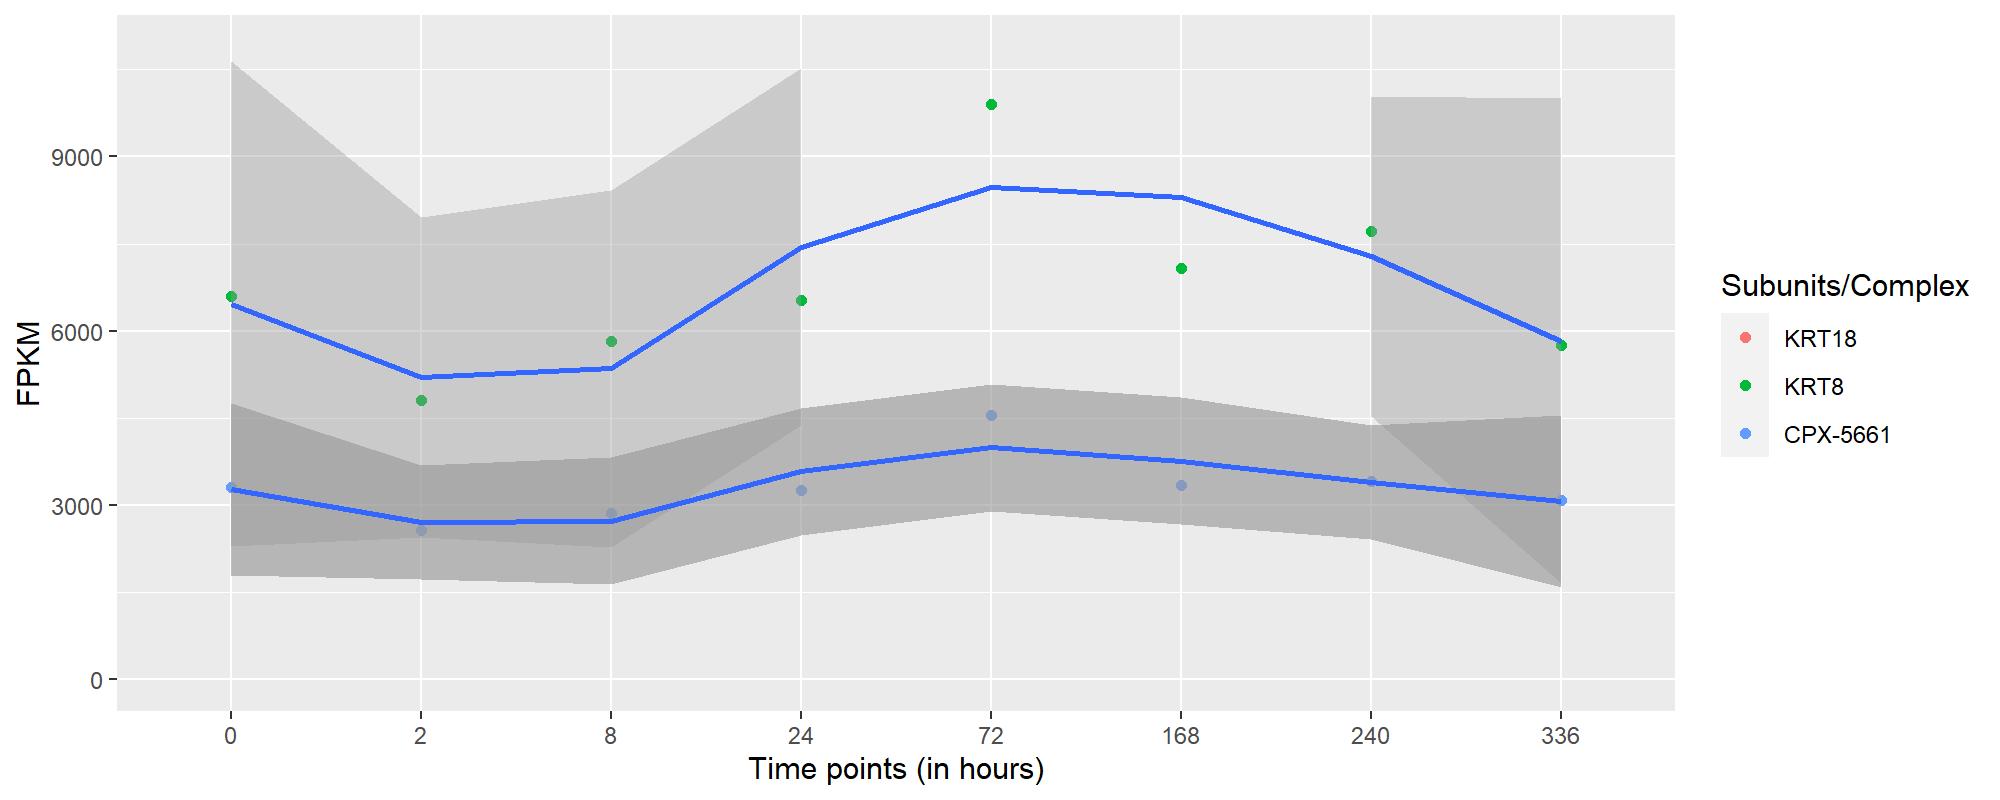 FPKM
9000
6000
3000
0
0 2 8 24 72 168 240 336
Time points (in hours)
Subunits/Complex
KRT18
KRT8
CPX-5661